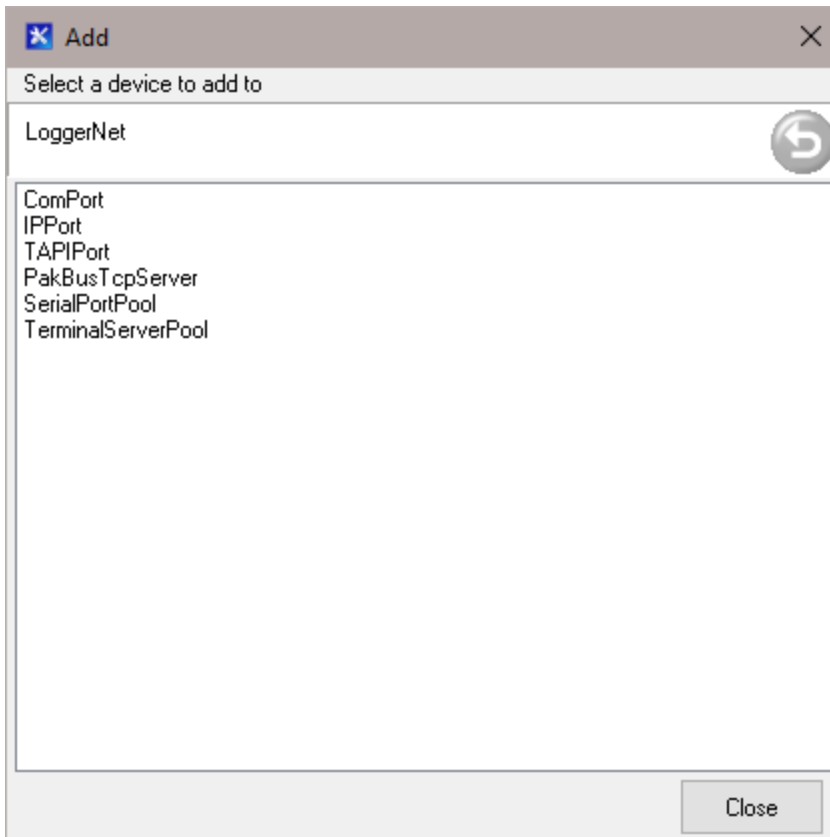 Add
Select a device to add to
LoggerNet
ComPort
IPPort
TAPIPort
PakBusTcpServer
SerialPortPool
TerminalServerPool
Close